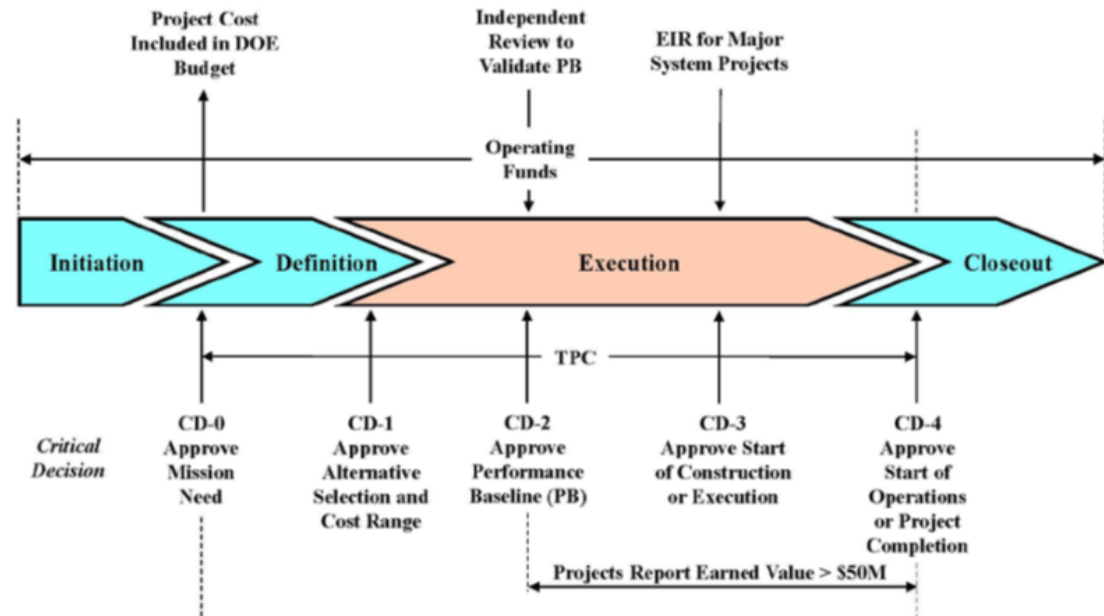 Project Cost
Included in DOE
Budget
Independent
Review to
Validate PB
EIR for Major
System Projects
Operating
Funds
Initiation
Definition
Execution
Closeout
TPC
Critical
Decision
CD-0
Approve
Mission
Need
CD-1
Approve
Alternative
Selection and
Cost Range
CD-2
Approve
Performance
Baseline (PB)
CD-3
Approve Start
of Construction
or Execution
CD-4
Approve
Start of
Operations
or Project
Completion
Projects Report Earned Value > $50M